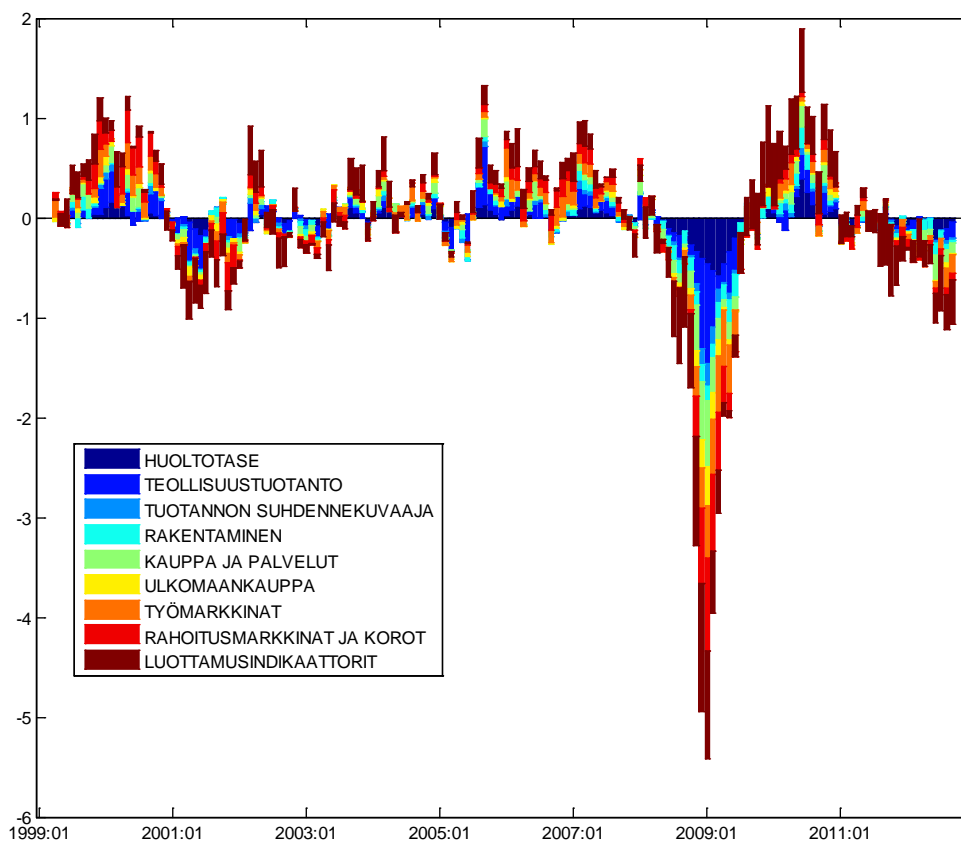 2
1
0
-1
-2
-3
-4
-5
-6
HUOLTOTASE
TEOLLISUUSTUOTANTO
TUOTANNON SUHDENNEKUVAAJA
RAKENTAMINEN
KAUPPA JA PALVELUT
ULKOMAANKAUPPA
TYÖMARKKINAT
RAHOITUSMARKKINAT JA KOROT
LUOTTAMUSINDIKAATTORIT
1999:01 2001:01 2003:01 2005:01 2007:01 2009:01 2011:01